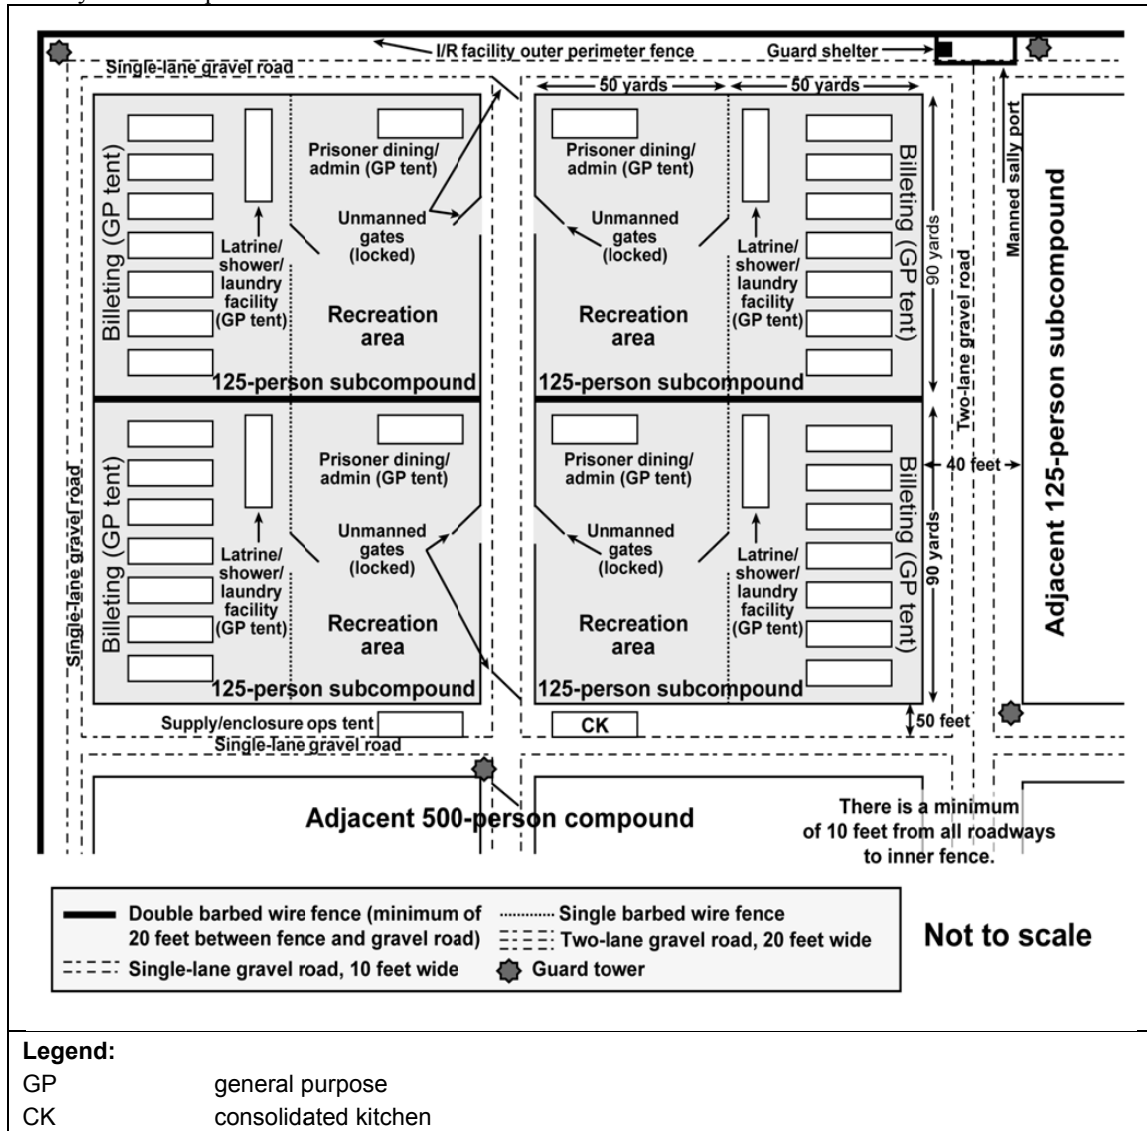 I/R facility outer perimeter fence
Guard shelter
Single-lane gravel road
50 yards
50 yards
Billeting (GP tent)
Prisoner dining/
admin (GP tent)
Unmanned
gates
(locked)
Latrine/
shower/
laundry
facility
(GP tent)
Recreation
area
125-person subcompound
Prisoner dining/
admin (GP tent)
Unmanned
gates
(locked)
Latrine/
shower/
laundry
facility
(GP tent)
Recreation
area
125-person subcompound
Billeting (GP tent)
90 yards
Two-lane gravel road
Manned sally port
Adjacent 125-person subcompound
Single-lane gravel road
Billeting (GP tent)
Prisoner dining/
admin (GP tent)
Unmanned
gates
(locked)
Latrine/
shower/
laundry
facility
(GP tent)
Recreation
area
125-person subcompound
Prisoner dining/
admin (GP tent)
Unmanned
gates
(locked)
Latrine/
shower/
laundry
facility
(GP tent)
Recreation
area
125-person subcompound
Billeting (GP tent)
40 feet
90 yards
Supply/enclosure ops tent
CK
50 feet
Single-lane gravel road
Adjacent 500-person compound
There is a minimum
of 10 feet from all roadways
to inner fence.
Double barbed wire fence (minimum of
20 feet between fence and gravel road)
Single-lane gravel road, 10 feet wide
Single barbed wire fence
Two-lane gravel road, 20 feet wide
Guard tower
Not to scale
Legend:
GP general purpose
CK consolidated kitchen